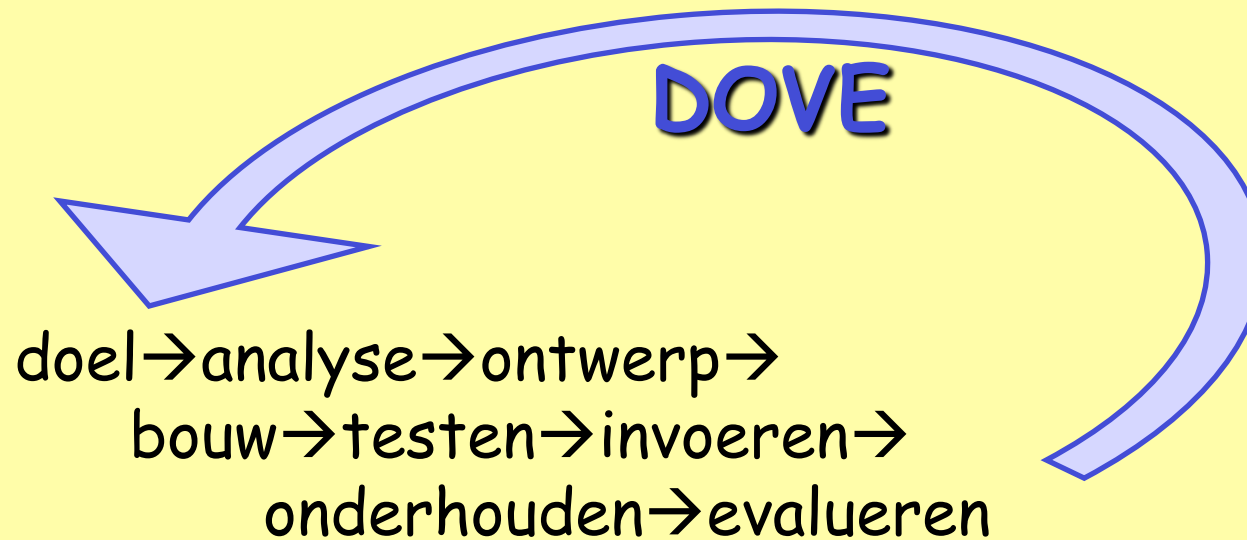 DOVE
doel→analyse→ontwerp→
bouw→testen→invoeren→
onderhouden→evalueren